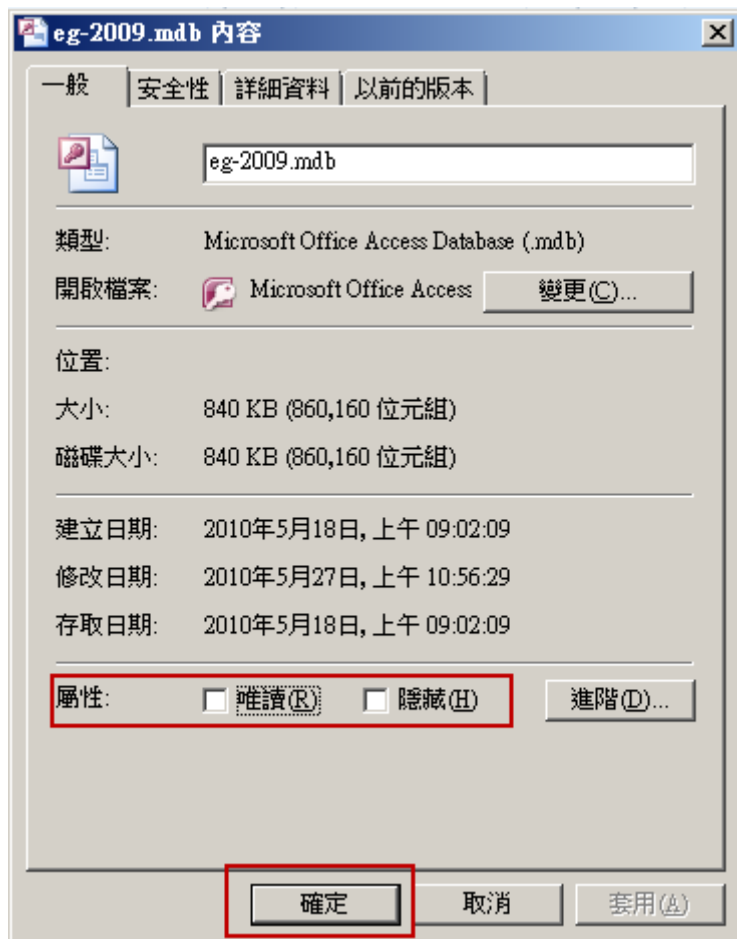 eg-2009.mdb 內容
一般 安全性 詳細資料 以前的版本
eg-2009.mdb
類型: Microsoft Office Access Database (.mdb)
開啟檔案: Microsoft Office Access 變更(C)...
位置:
大小: 840 KB (860,160 位元組)
磁碟大小: 840 KB (860,160 位元組)
建立日期: 2010年5月18日, 上午 09:02:09
修改日期: 2010年5月27日, 上午 10:56:29
存取日期: 2010年5月18日, 上午 09:02:09
屬性: 唯讀(R) 隱藏(H) 進階(D)...
確定 取消 套用(A)